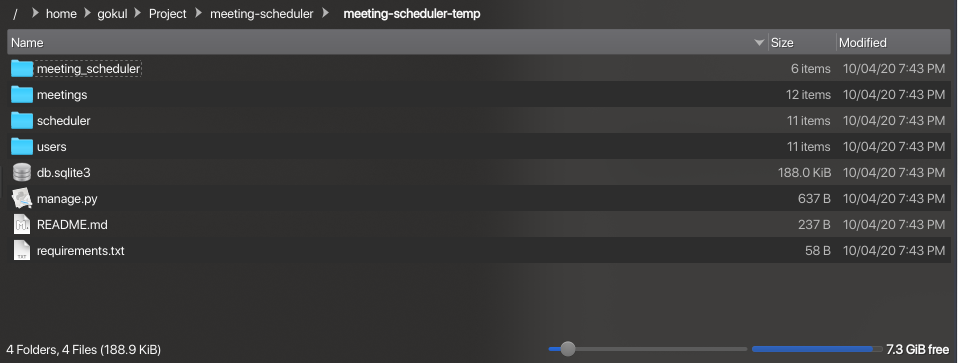 / home gokul Project meeting-scheduler meeting-scheduler-temp
Name Size Modified
meeting_scheduler 6 items 10/04/20 7:43 PM
meetings 12 items 10/04/20 7:43 PM
scheduler 11 items 10/04/20 7:43 PM
users 11 items 10/04/20 7:43 PM
db.sqlite3 188.0 KiB 10/04/20 7:43 PM
manage.py 637 B 10/04/20 7:43 PM
README.md 237 B 10/04/20 7:43 PM
requirements.txt 58 B 10/04/20 7:43 PM
4 Folders, 4 Files (188.9 KiB) 7.3 GiB free